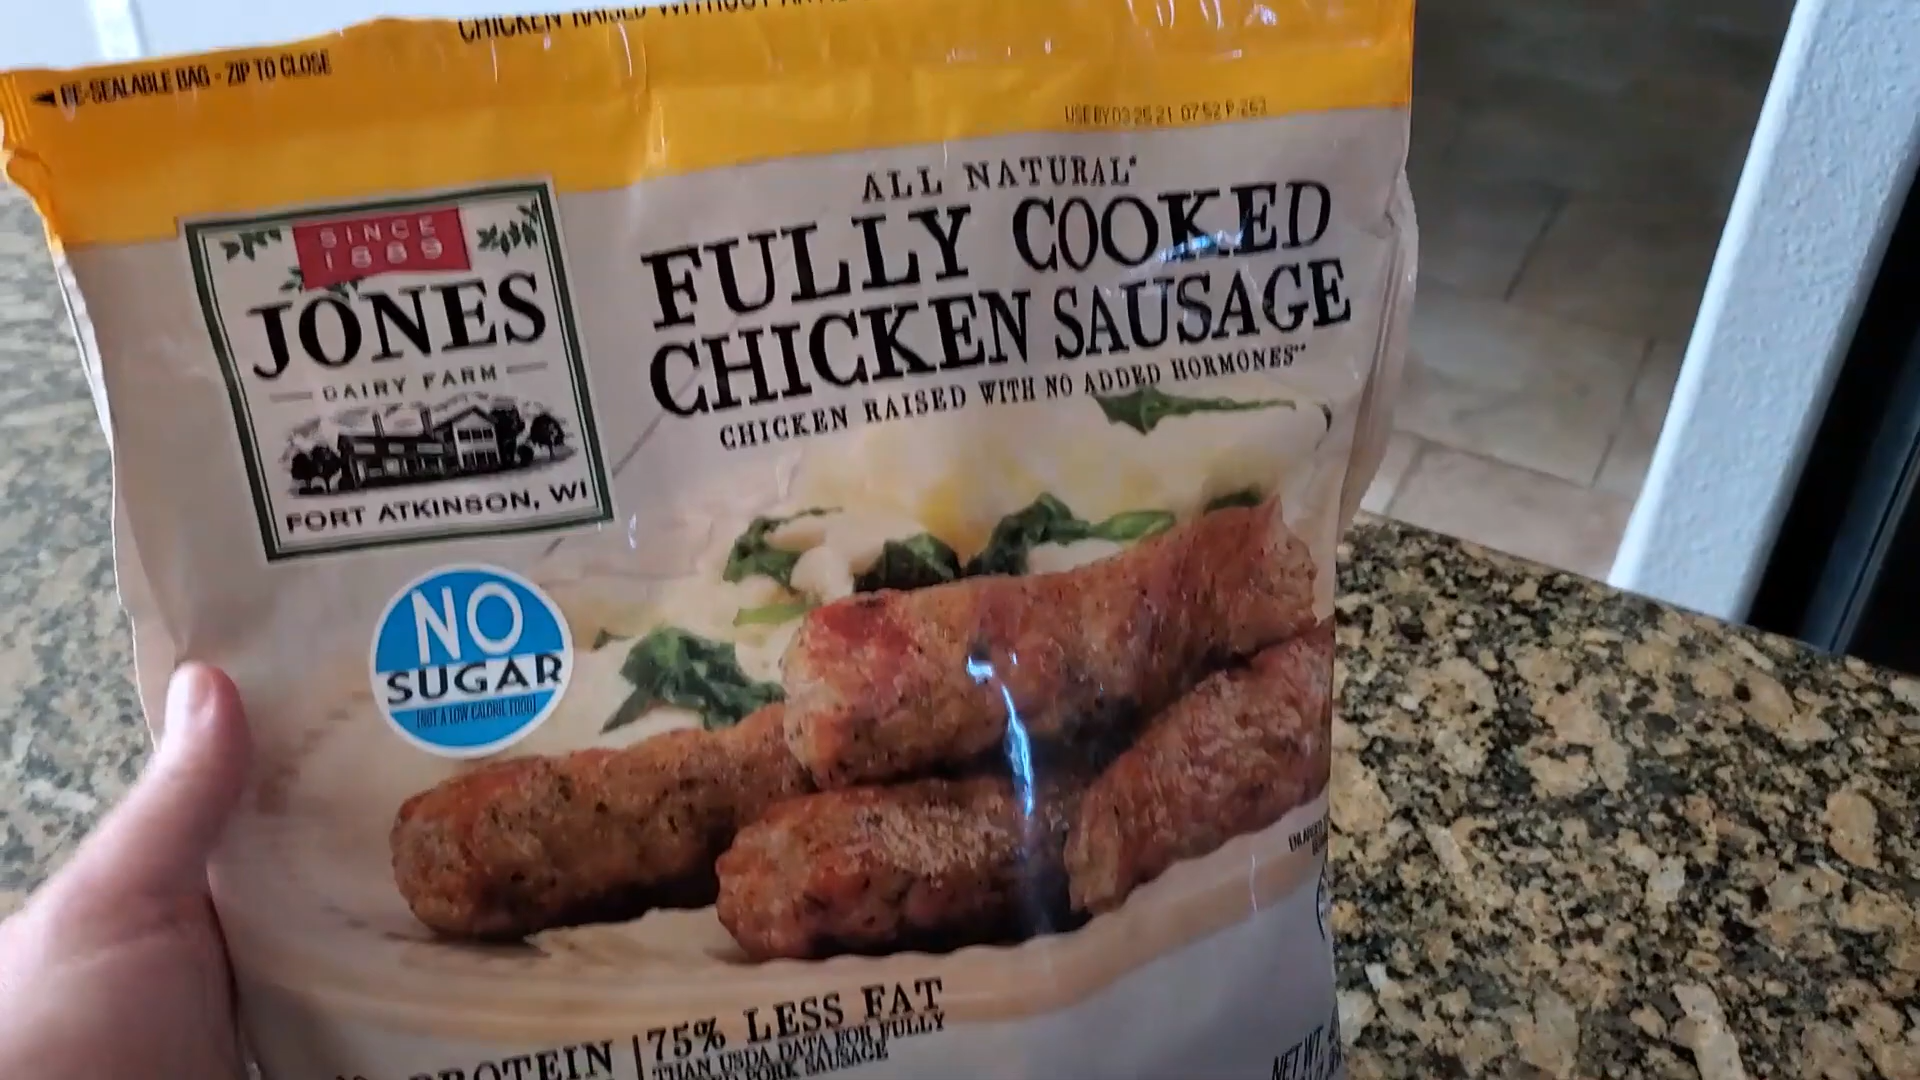 CHICKEN RAISED WITHOUT
RE-SEALABLE BAG - ZIP TO CLOSE
USE BY 03 26 21 07 52 P-263
SINCE
1889
JONES
DAIRY FARM
FORT ATKINSON, WI
ALL NATURAL*
FULLY COOKED
CHICKEN SAUSAGE
CHICKEN RAISED WITH NO ADDED HORMONES**
NO
SUGAR
[NOT A LOW CALORIE FOOD]
PROTEIN
75% LESS FAT
THAN USDA DATA FOR FULLY
PORK SAUSAGE
NET WT.